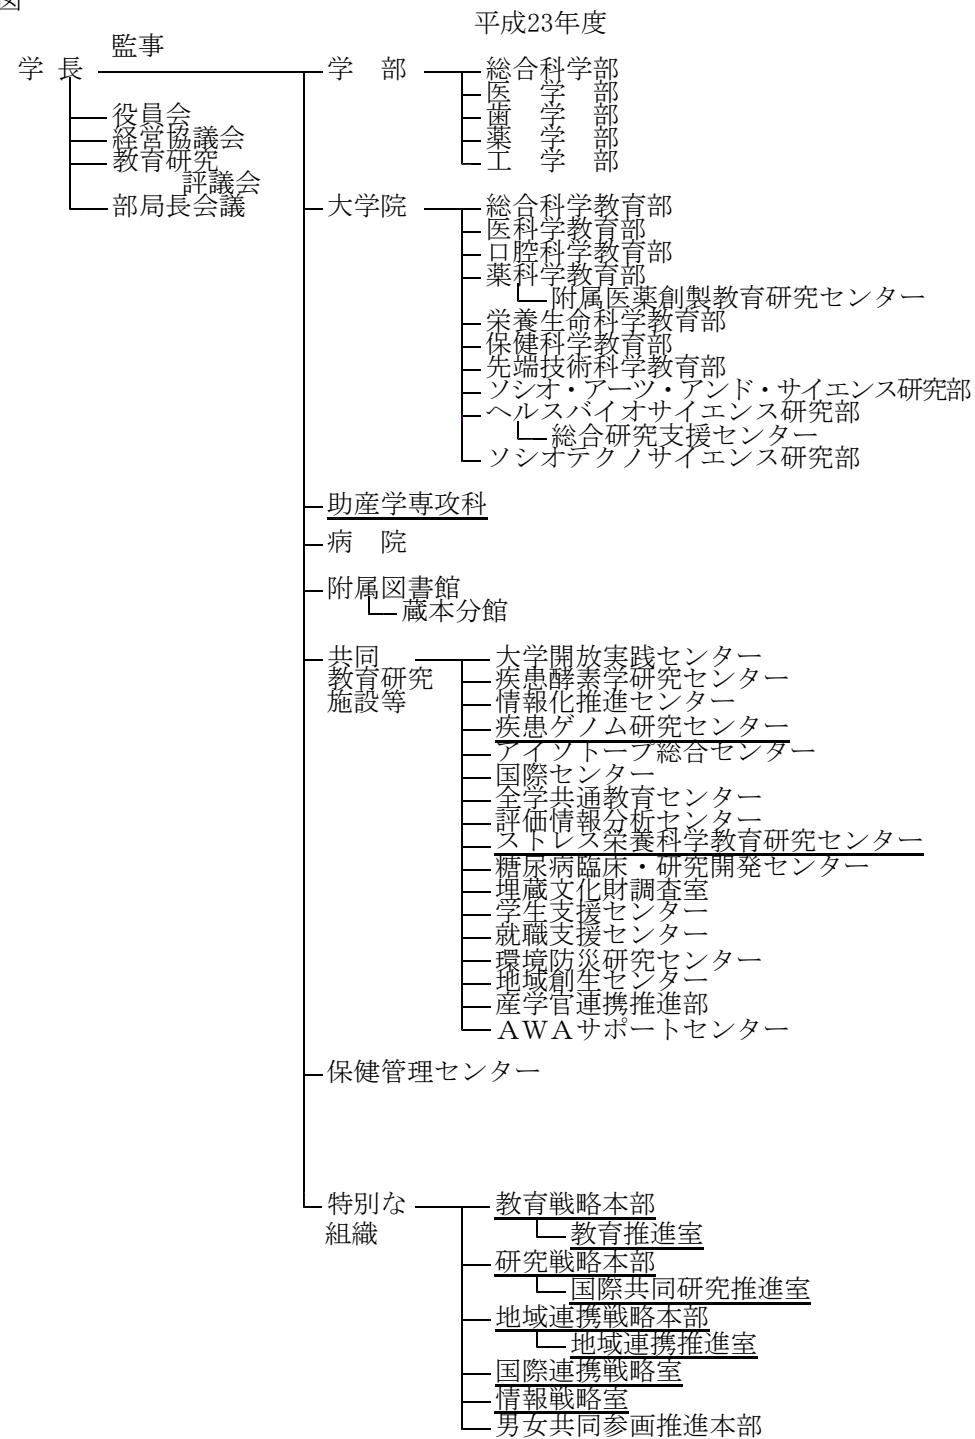 図
平成23年度
監事
学 長
役員会
経営協議会
教育研究
評議会
部局長会議
学 部
総合科学部
医 学 部
歯 学 部
薬 学 部
工 学 部
大学院
総合科学教育部
医科学教育部
口腔科学教育部
薬科学教育部
附属医薬創製教育研究センター
栄養生命科学教育部
保健科学教育部
先端技術科学教育部
ソシオ・アーツ・アンド・サイエンス研究部
ヘルスバイオサイエンス研究部
総合研究支援センター
ソシオテクノサイエンス研究部
助産学専攻科
病 院
附属図書館
蔵本分館
共同
教育研究
施設等
大学開放実践センター
疾患酵素学研究センター
情報化推進センター
疾患ゲノム研究センター
アイソトープ総合センター
国際センター
全学共通教育センター
評価情報分析センター
ストレス栄養科学教育研究センター
糖尿病臨床・研究開発センター
埋蔵文化財調査室
学生支援センター
就職支援センター
環境防災研究センター
地域創生センター
産学官連携推進部
ＡＷＡサポートセンター
保健管理センター
特別な
組織
教育戦略本部
教育推進室
研究戦略本部
国際共同研究推進室
地域連携戦略本部
地域連携推進室
国際連携戦略室
情報戦略室
男女共同参画推進本部